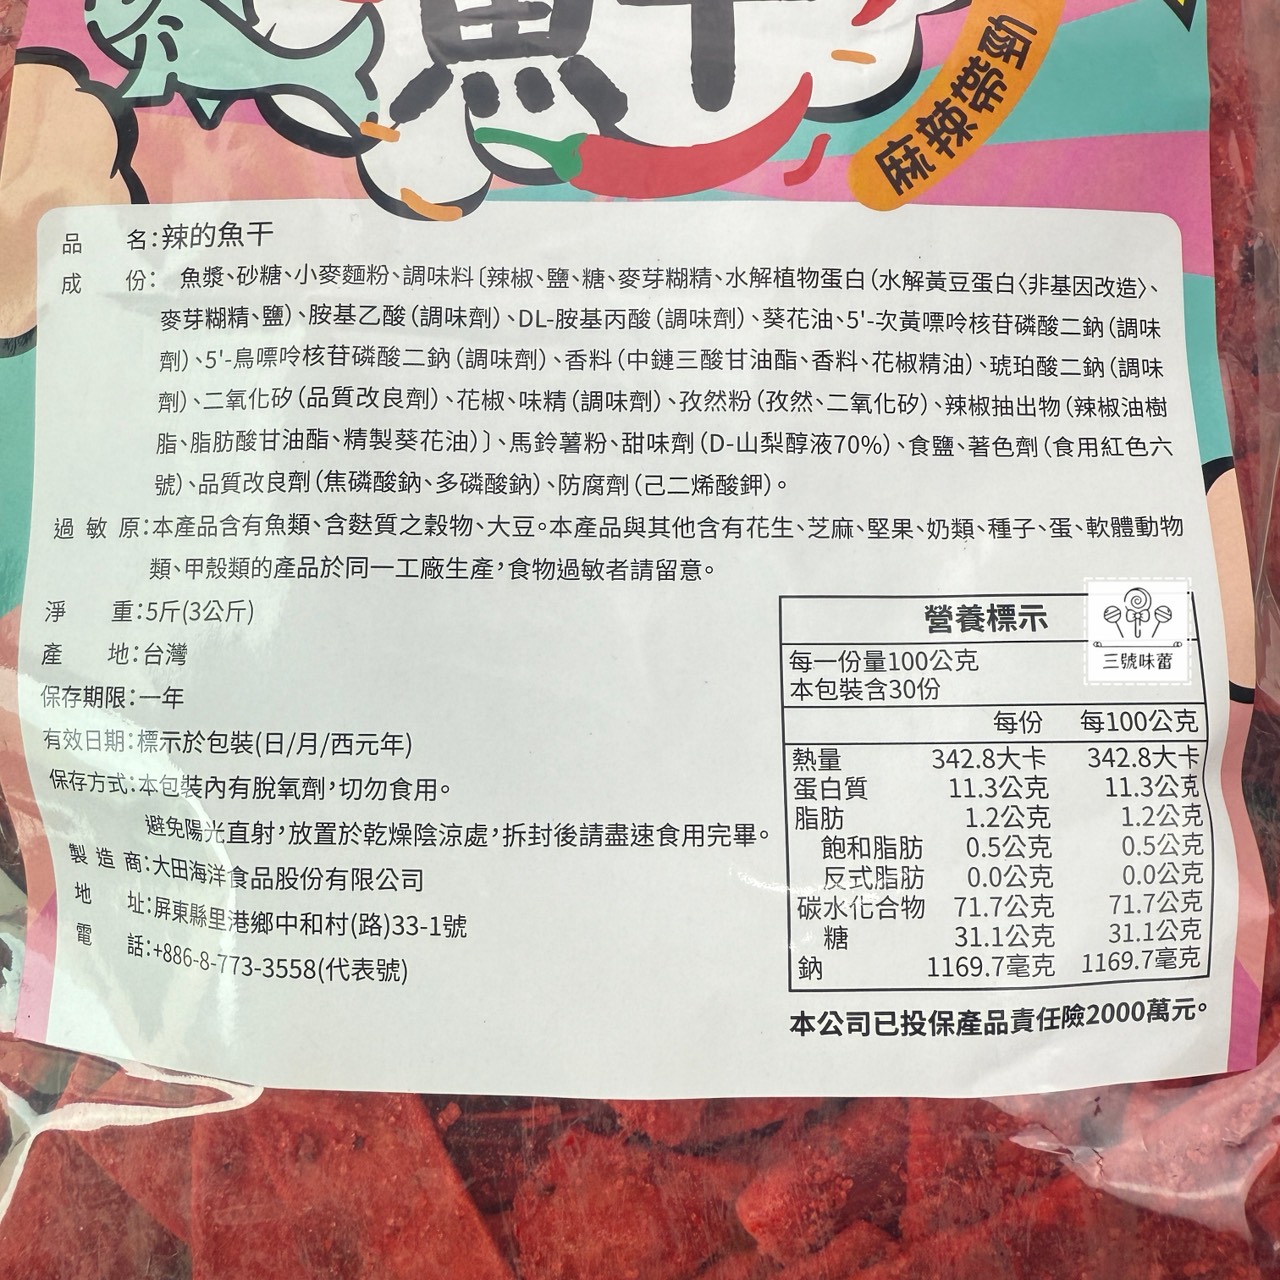 魚干
麻辣帶勁
品 名：辣的魚干
成 份： 魚漿、砂糖、小麥麵粉、調味料〔辣椒、鹽、糖、麥芽糊精、水解植物蛋白（水解黃豆蛋白〈非基因改造〉、
麥芽糊精、鹽）、胺基乙酸（調味劑）、DL-胺基丙酸（調味劑）、葵花油、5'-次黃嘌呤核苷磷酸二鈉（調味
劑）、5'-鳥嘌呤核苷磷酸二鈉（調味劑）、香料（中鏈三酸甘油酯、香料、花椒精油）、琥珀酸二鈉（調味
劑）、二氧化矽（品質改良劑）、花椒、味精（調味劑）、孜然粉（孜然、二氧化矽）、辣椒抽出物（辣椒油樹
脂、脂肪酸甘油酯、精製葵花油）〕、馬鈴薯粉、甜味劑（D-山梨醇液70%）、食鹽、著色劑（食用紅色六
號）、品質改良劑（焦磷酸鈉、多磷酸鈉）、防腐劑（己二烯酸鉀）。
過 敏 原：本產品含有魚類、含麩質之穀物、大豆。本產品與其他含有花生、芝麻、堅果、奶類、種子、蛋、軟體動物
類、甲殼類的產品於同一工廠生產，食物過敏者請留意。
淨 重：5斤(3公斤)
產 地：台灣
保存期限：一年
有效日期：標示於包裝(日/月/西元年)
保存方式：本包裝內有脫氧劑，切勿食用。
避免陽光直射，放置於乾燥陰涼處，拆封後請盡速食用完畢。
製 造 商：大田海洋食品股份有限公司
地 址：屏東縣里港鄉中和村(路)33-1號
電 話：+886-8-773-3558(代表號)
營養標示
三號味蕾
每一份量100公克
本包裝含30份
每份 每100公克
熱量 342.8大卡 342.8大卡
蛋白質 11.3公克 11.3公克
脂肪 1.2公克 1.2公克
飽和脂肪 0.5公克 0.5公克
反式脂肪 0.0公克 0.0公克
碳水化合物 71.7公克 71.7公克
糖 31.1公克 31.1公克
鈉 1169.7毫克 1169.7毫克
本公司已投保產品責任險2000萬元。